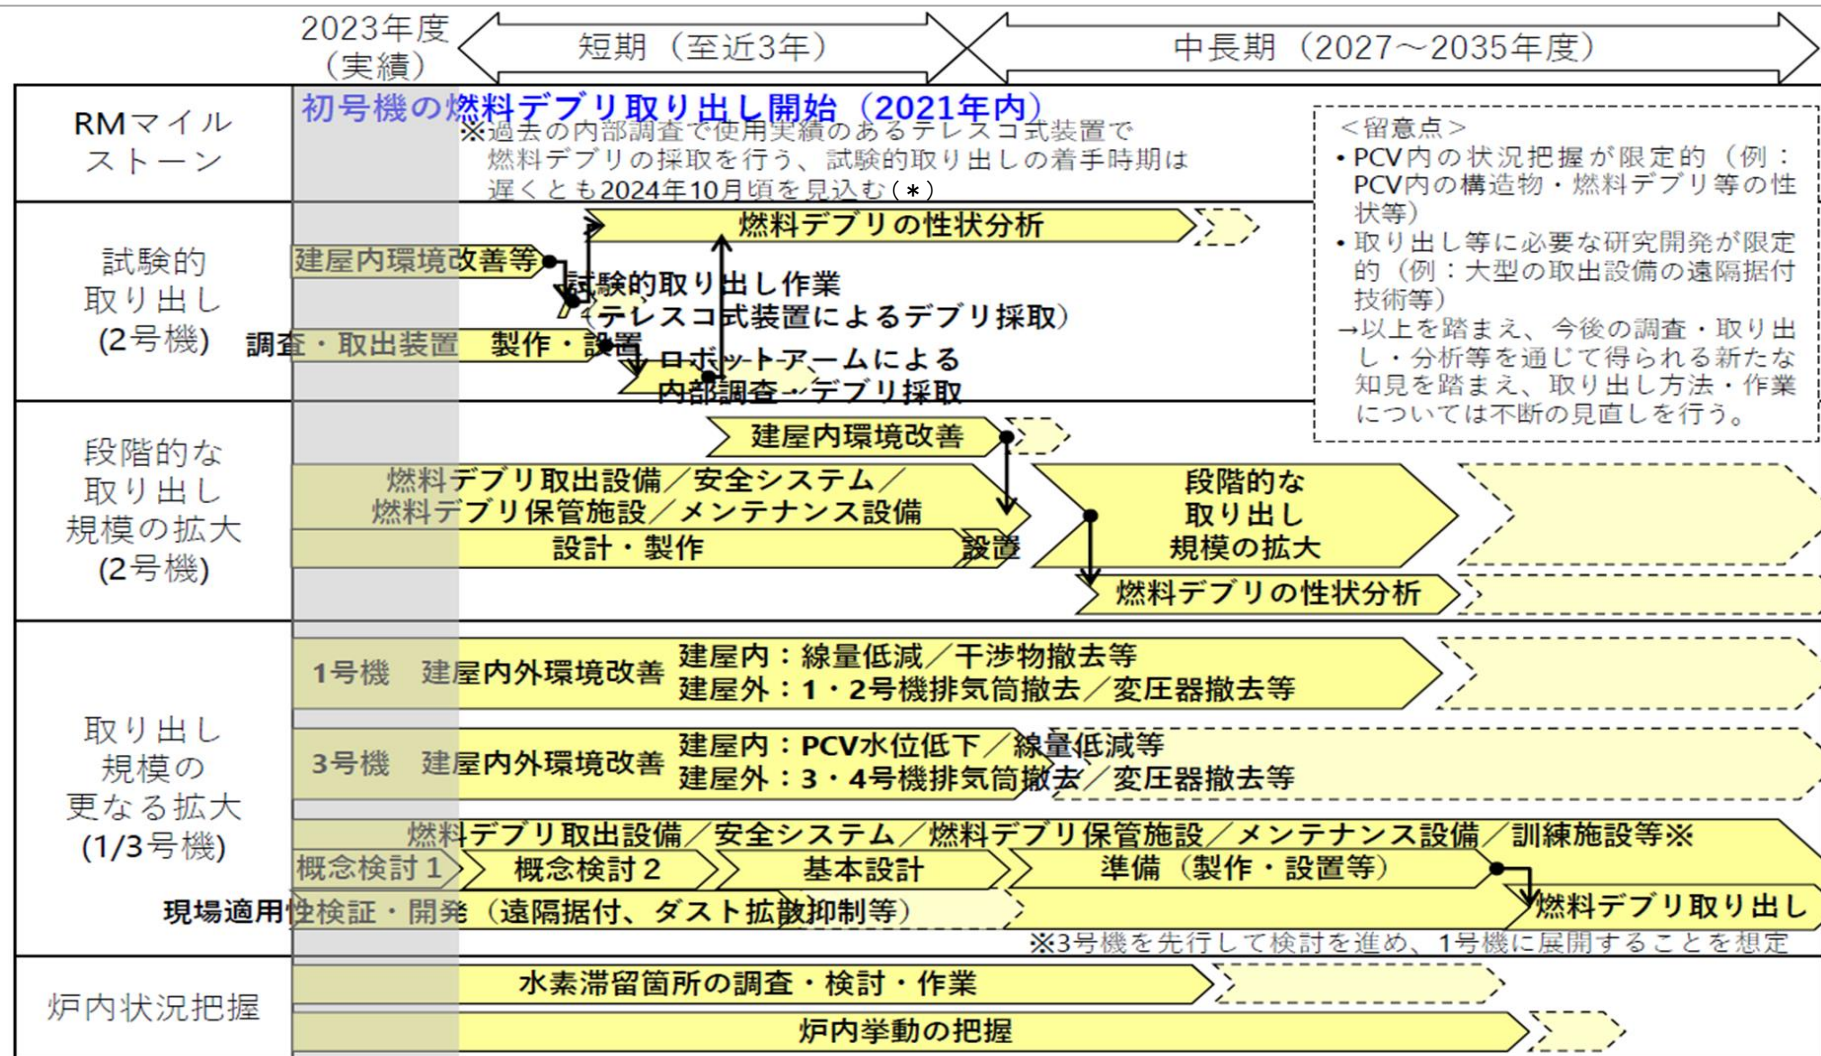 2023年度
（実績）
短期（至近3年）
中長期（2027～2035年度）
RMマイル
ストーン
初号機の燃料デブリ取り出し開始（2021年内）
※過去の内部調査で使用実績のあるテレスコ式装置で
燃料デブリの採取を行う、試験的取り出しの着手時期は
遅くとも2024年10月頃を見込む(*)
＜留意点＞
• PCV内の状況把握が限定的（例：
PCV内の構造物・燃料デブリ等の性
状等）
• 取り出し等に必要な研究開発が限定
的（例：大型の取出設備の遠隔据付
技術等）
→以上を踏まえ、今後の調査・取り出
し・分析等を通じて得られる新たな
知見を踏まえ、取り出し方法・作業
については不断の見直しを行う。
試験的
取り出し
(2号機)
燃料デブリの性状分析
建屋内環境改善等
試験的取り出し作業
（テレスコ式装置によるデブリ採取）
調査・取出装置　製作・設置
ロボットアームによる
内部調査・デブリ採取
段階的な
取り出し
規模の拡大
(2号機)
建屋内環境改善
燃料デブリ取出設備／安全システム／
燃料デブリ保管施設／メンテナンス設備
設計・製作
設置
段階的な
取り出し
規模の拡大
燃料デブリの性状分析
取り出し
規模の
更なる拡大
(1/3号機)
1号機　建屋内外環境改善
建屋内：線量低減／干渉物撤去等
建屋外：1・2号機排気筒撤去／変圧器撤去等
3号機　建屋内外環境改善
建屋内：PCV水位低下／線量低減等
建屋外：3・4号機排気筒撤去／変圧器撤去等
燃料デブリ取出設備／安全システム／燃料デブリ保管施設／メンテナンス設備／訓練施設等※
概念検討１
概念検討２
基本設計
準備（製作・設置等）
現場適用性検証・開発（遠隔据付、ダスト拡散抑制等）
燃料デブリ取り出し
※3号機を先行して検討を進め、1号機に展開することを想定
炉内状況把握
水素滞留箇所の調査・検討・作業
炉内挙動の把握